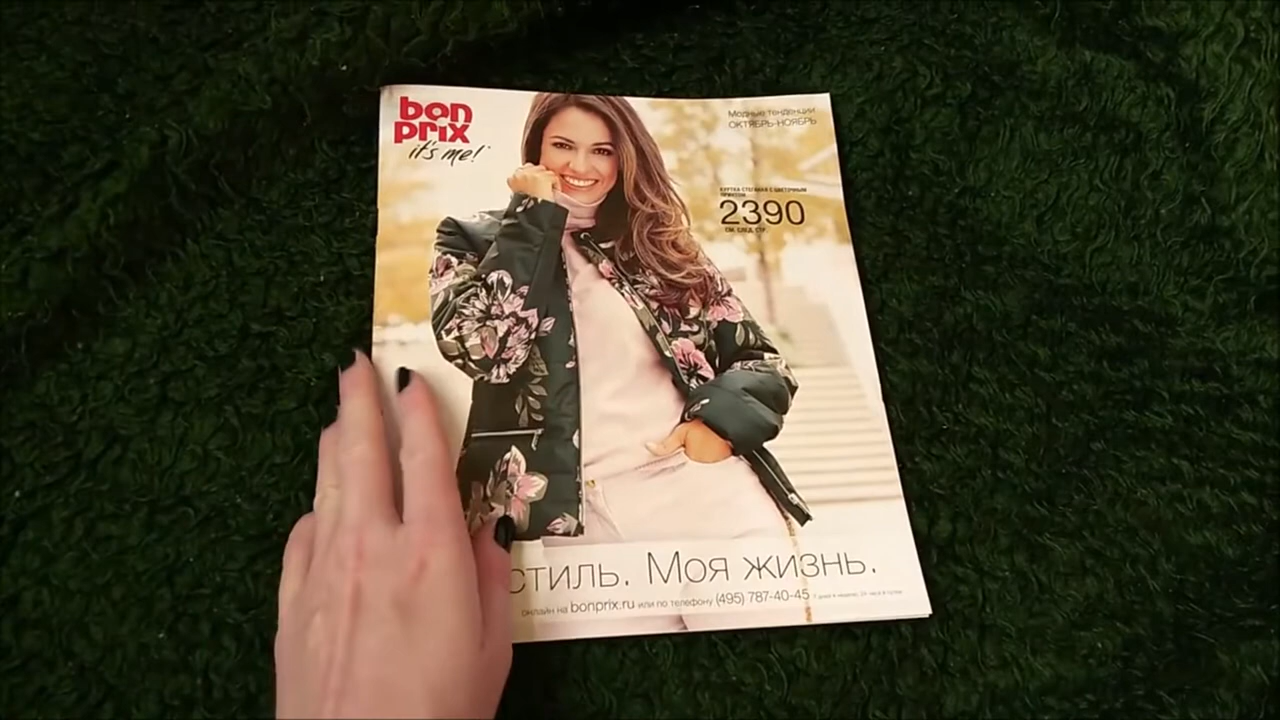 bon
prix
it's me!*
Модные тенденции
ОКТЯБРЬ-НОЯБРЬ
КУРТКА СТЕГАНАЯ С ЦВЕТОЧНЫМ
ПРИНТОМ
2390
СМ. СЛЕД. СТР.
стиль. Моя жизнь.
онлайн на bonprix.ru или по телефону (495) 787-40-45